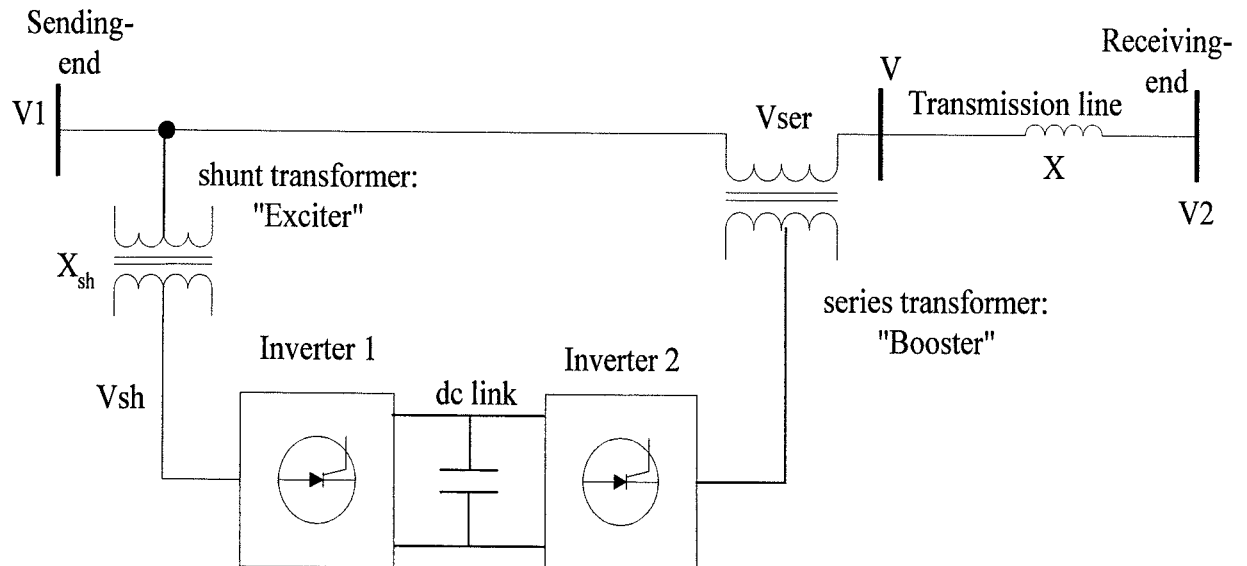 Sending-
end
V1
shunt transformer:
"Exciter"
X_sh
Vsh
Inverter 1
dc link
Inverter 2
Vser
series transformer:
"Booster"
V
Transmission line
X
Receiving-
end
V2